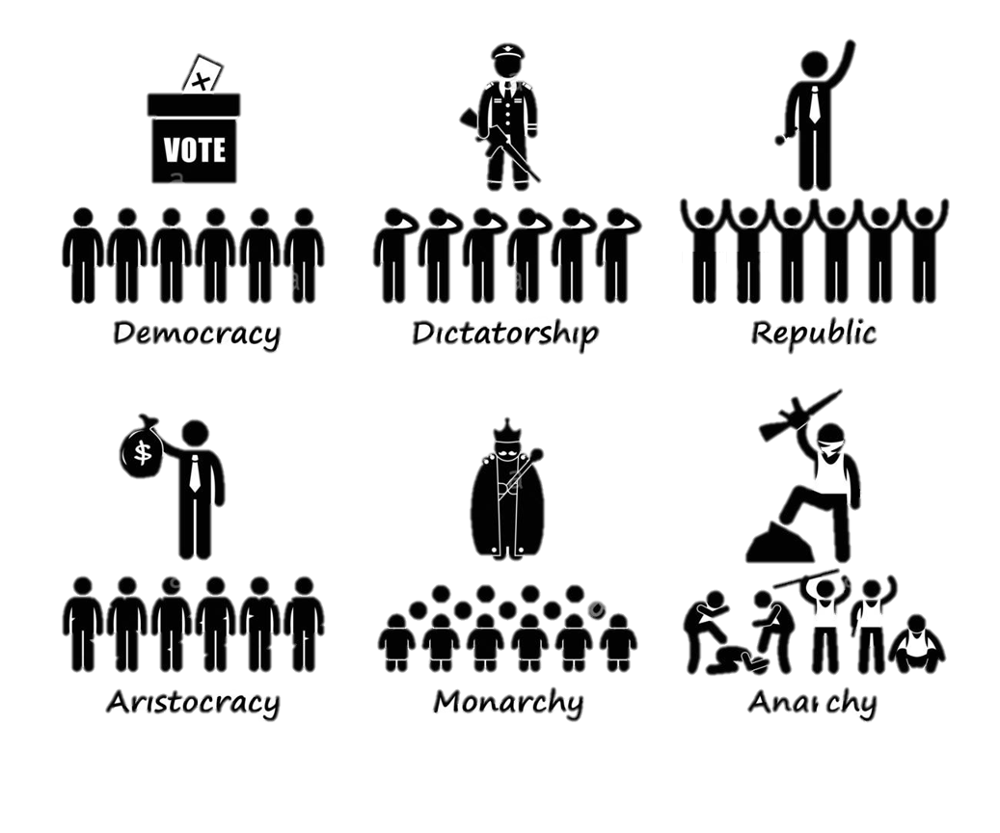 VOTE
Democracy
Dictatorship
Republic
$
Aristocracy
Monarchy
Anarchy